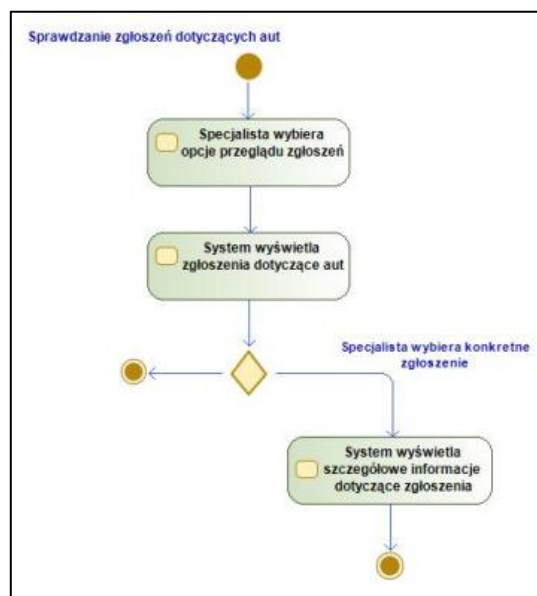 Sprawdzanie zgłoszeń dotyczących aut
Specjalista wybiera
opcje przeglądu zgłoszeń
System wyświetla
zgłoszenia dotyczące aut
Specjalista wybiera konkretne
zgłoszenie
System wyświetla
szczegółowe informacje
dotyczące zgłoszenia